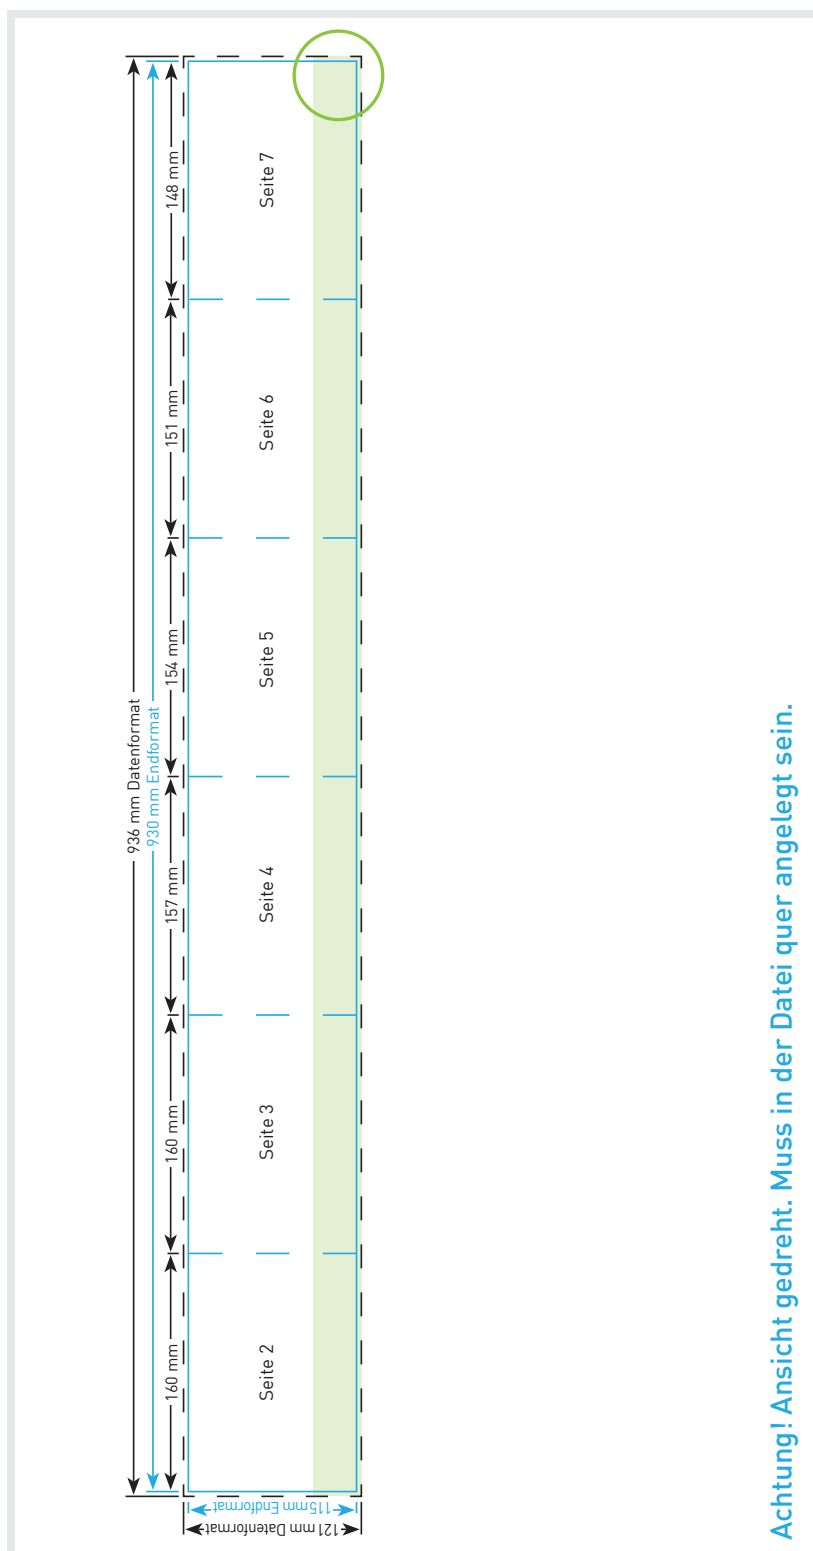 936 mm Datenformat
930 mm Endformat
148 mm
151 mm
154 mm
157 mm
160 mm
160 mm
Seite 7
Seite 6
Seite 5
Seite 4
Seite 3
Seite 2
115 mm Endformat
121 mm Datenformat
Achtung! Ansicht gedreht. Muss in der Datei quer angelegt sein.